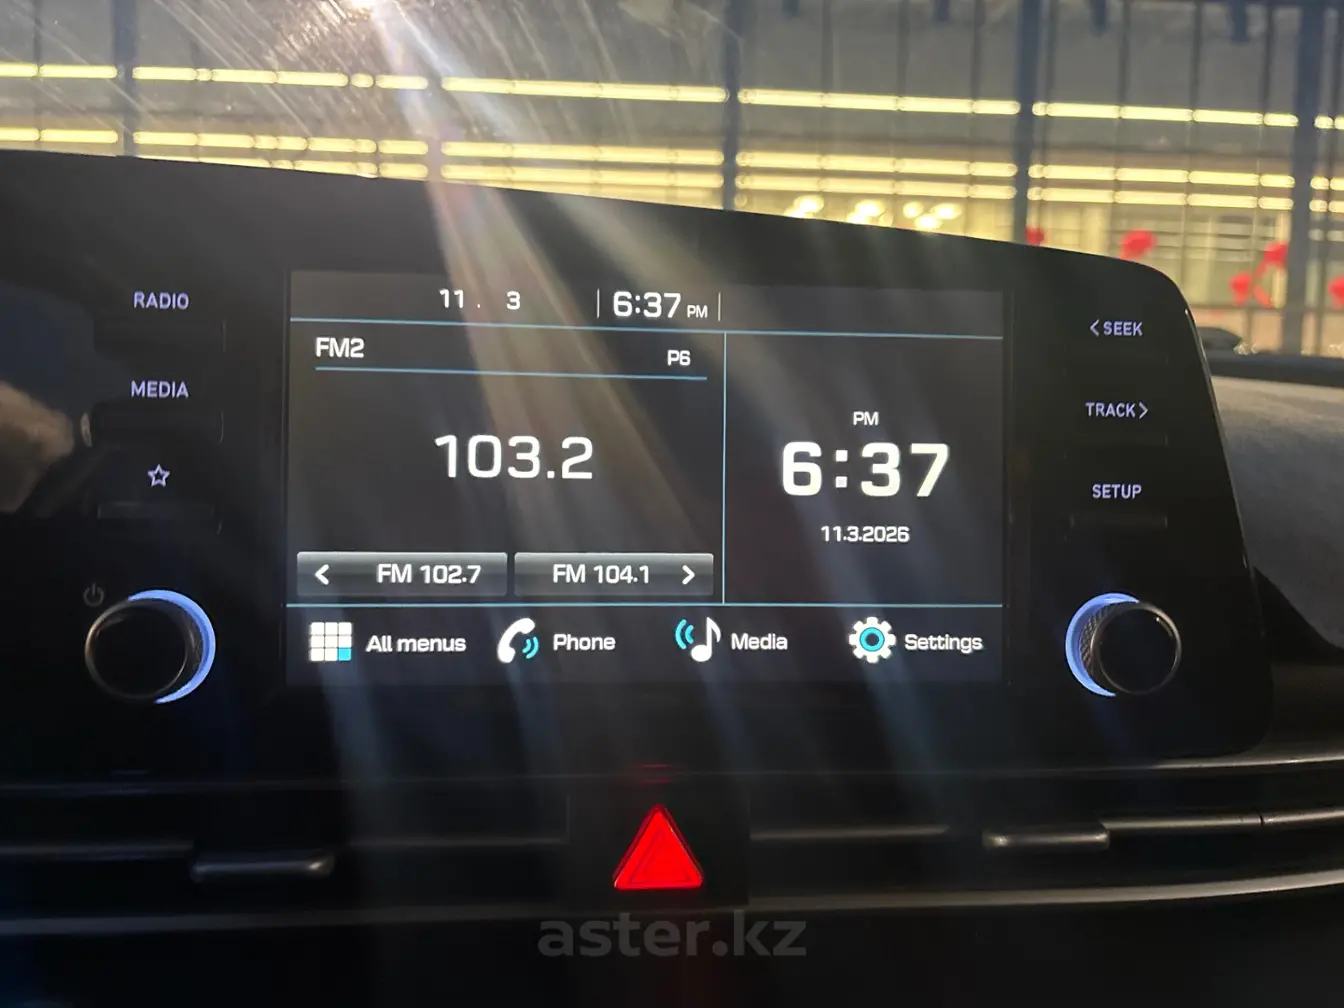 RADIO
MEDIA
11. 3
6:37 PM
FM2
P6
103.2
< FM 102.7
FM 104.1 >
PM
6:37
11.3.2026
All menus
Phone
Media
Settings
< SEEK
TRACK >
SETUP
aster.kz